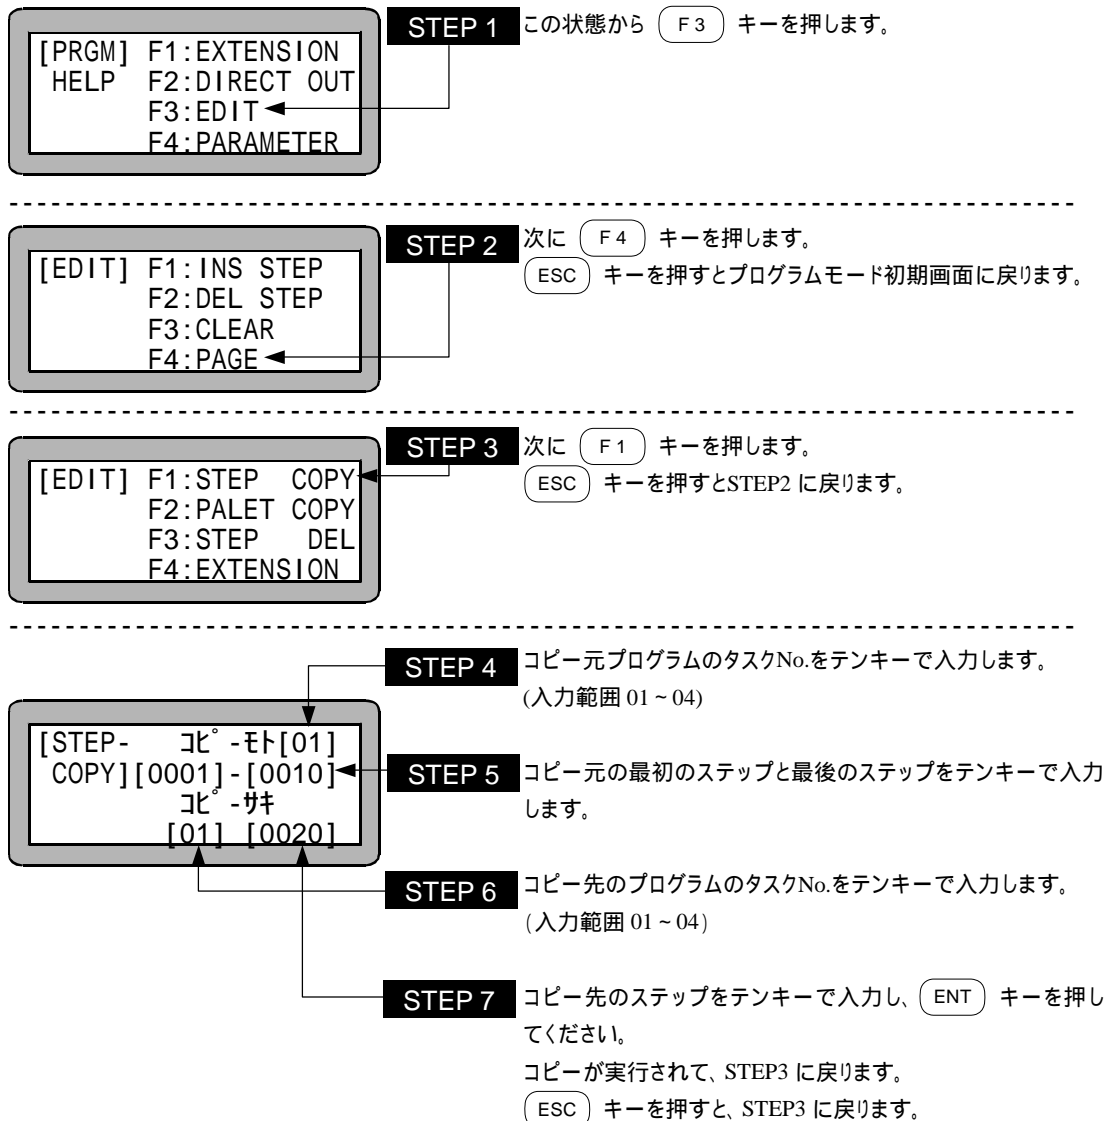 STEP 1 この状態から F 3 キーを押します。
[PRGM] F1:EXTENSION
HELP F2:DIRECT OUT
F3:EDIT
F4:PARAMETER
STEP 2 次に F 4 キーを押します。
ESC キーを押すとプログラムモード初期画面に戻ります。
[EDIT] F1:INS STEP
F2:DEL STEP
F3:CLEAR
F4:PAGE
STEP 3 次に F 1 キーを押します。
ESC キーを押すとSTEP2 に戻ります。
[EDIT] F1:STEP COPY
F2:PALET COPY
F3:STEP DEL
F4:EXTENSION
STEP 4 コピー元プログラムのタスクNo.をテンキーで入力します。
(入力範囲 01 ~ 04)
[STEP- ｺﾋﾟ-ﾓﾄ[01]
COPY][0001]-[0010]
ｺﾋﾟ-ｻｷ
[01] [0020]
STEP 5 コピー元の最初のステップと最後のステップをテンキーで入力
します。
STEP 6 コピー先のプログラムのタスクNo.をテンキーで入力します。
(入力範囲 01 ~ 04)
STEP 7 コピー先のステップをテンキーで入力し、 ENT キーを押し
てください。
コピーが実行されて、STEP3 に戻ります。
ESC キーを押すと、STEP3 に戻ります。